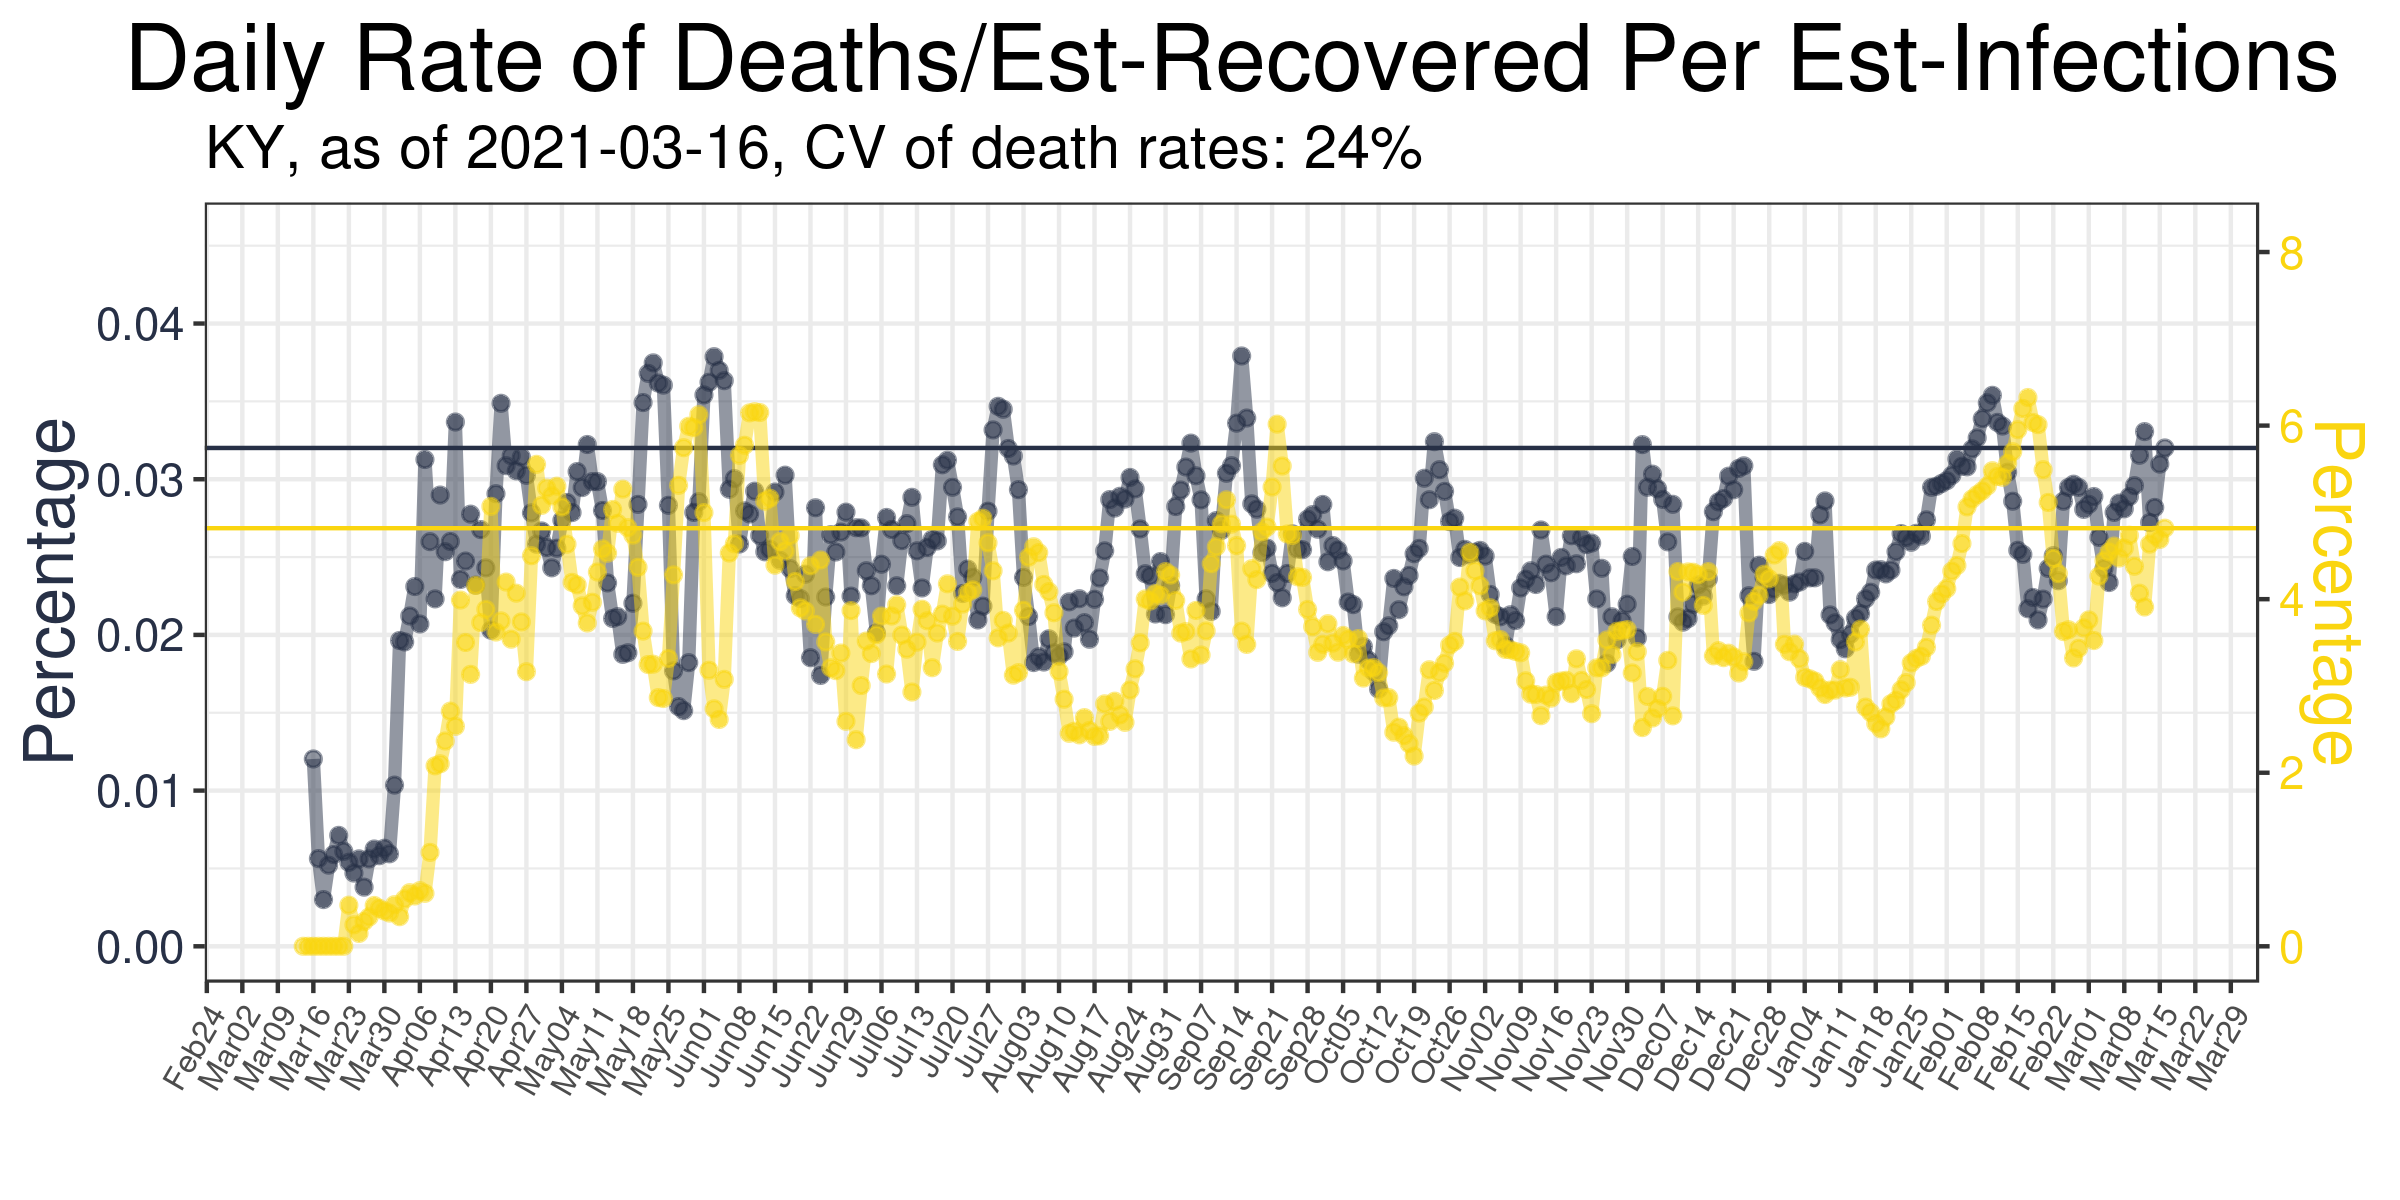 Daily Rate of Deaths/Est-Recovered Per Est-Infections
KY, as of 2021-03-16, CV of death rates: 24%
Percentage
0.04
0.03
0.02
0.01
0.00
8
6
4
2
0
Percentage
Feb24
Mar02
Mar09
Mar16
Mar23
Mar30
Apr06
Apr13
Apr20
Apr27
May04
May11
May18
May25
Jun01
Jun08
Jun15
Jun22
Jun29
Jul06
Jul13
Jul20
Jul27
Aug03
Aug10
Aug17
Aug24
Aug31
Sep07
Sep14
Sep21
Sep28
Oct05
Oct12
Oct19
Oct26
Nov02
Nov09
Nov16
Nov23
Nov30
Dec07
Dec14
Dec21
Dec28
Jan04
Jan11
Jan18
Jan25
Feb01
Feb08
Feb15
Feb22
Mar01
Mar08
Mar15
Mar22
Mar29